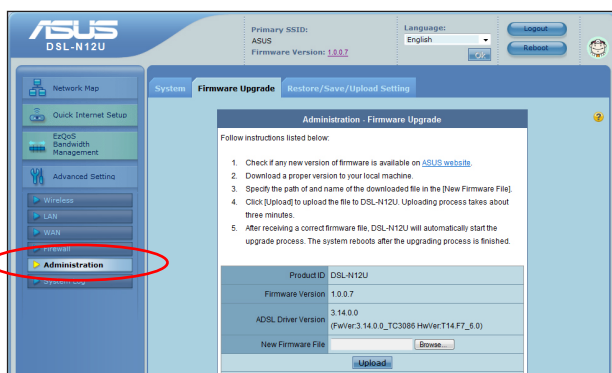 ASUS
DSL-N12U
Primary SSID:
ASUS
Firmware Version: 1.0.0.7
Language:
English
Logout
Reboot
Network Map
Quick Internet Setup
EzQoS
Bandwidth
Management
Advanced Setting
Wireless
LAN
WAN
Firewall
Administration
System Log
System
Firmware Upgrade
Restore/Save/Upload Setting
Administration - Firmware Upgrade
Follow instructions listed below:
1. Check if any new version of firmware is available on ASUS website.
2. Download a proper version to your local machine.
3. Specify the path of and name of the downloaded file in the [New Firmware File].
4. Click [Upload] to upload the file to DSL-N12U. Uploading process takes about
three minutes.
5. After receiving a correct firmware file, DSL-N12U will automatically start the
upgrade process. The system reboots after the upgrading process is finished.
Product ID DSL-N12U
Firmware Version 1.0.0.7
ADSL Driver Version 3.14.0.0
(FwVer:3.14.0.0_TC3086 HwVer:T14.F7_6.0)
New Firmware File Browse...
Upload